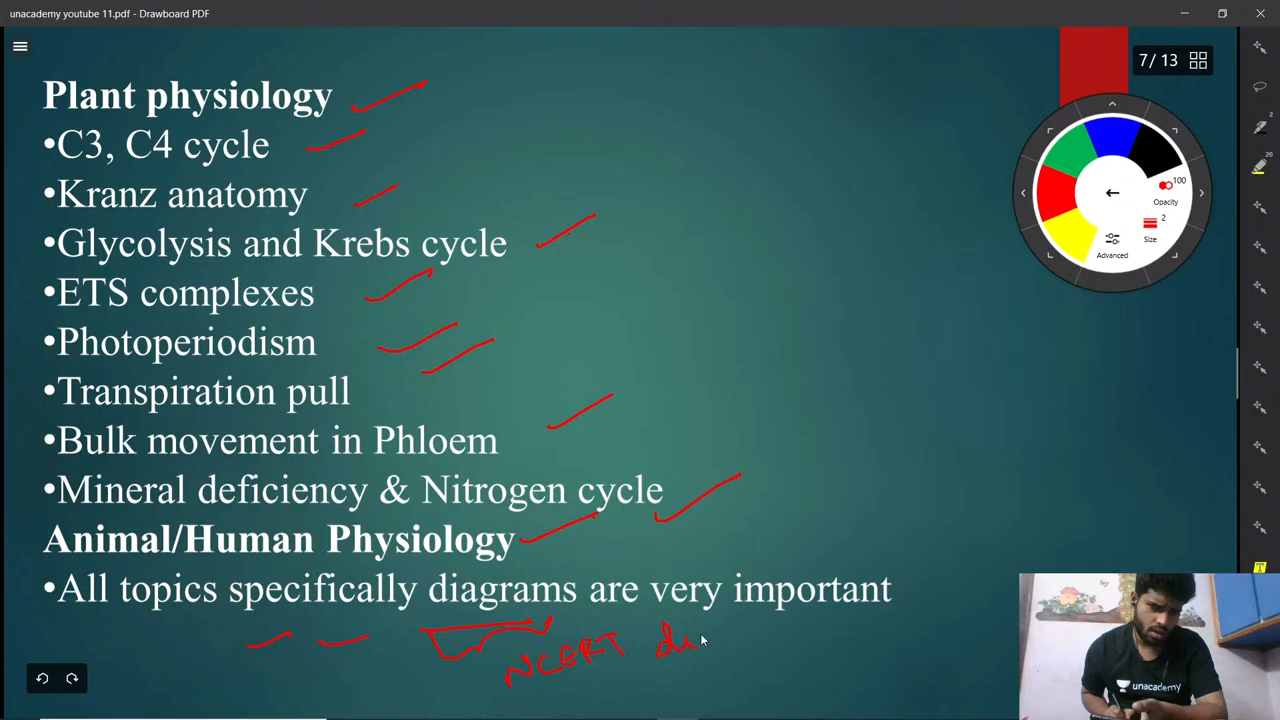 unacademy youtube 11.pdf - Drawboard PDF
7/ 13
Plant physiology
•C3, C4 cycle
•Kranz anatomy
•Glycolysis and Krebs cycle
•ETS complexes
•Photoperiodism
•Transpiration pull
•Bulk movement in Phloem
•Mineral deficiency & Nitrogen cycle
Animal/Human Physiology
•All topics specifically diagrams are very important
NCERT
100
Opacity
2
Size
Advanced
2
20
T
unacademy